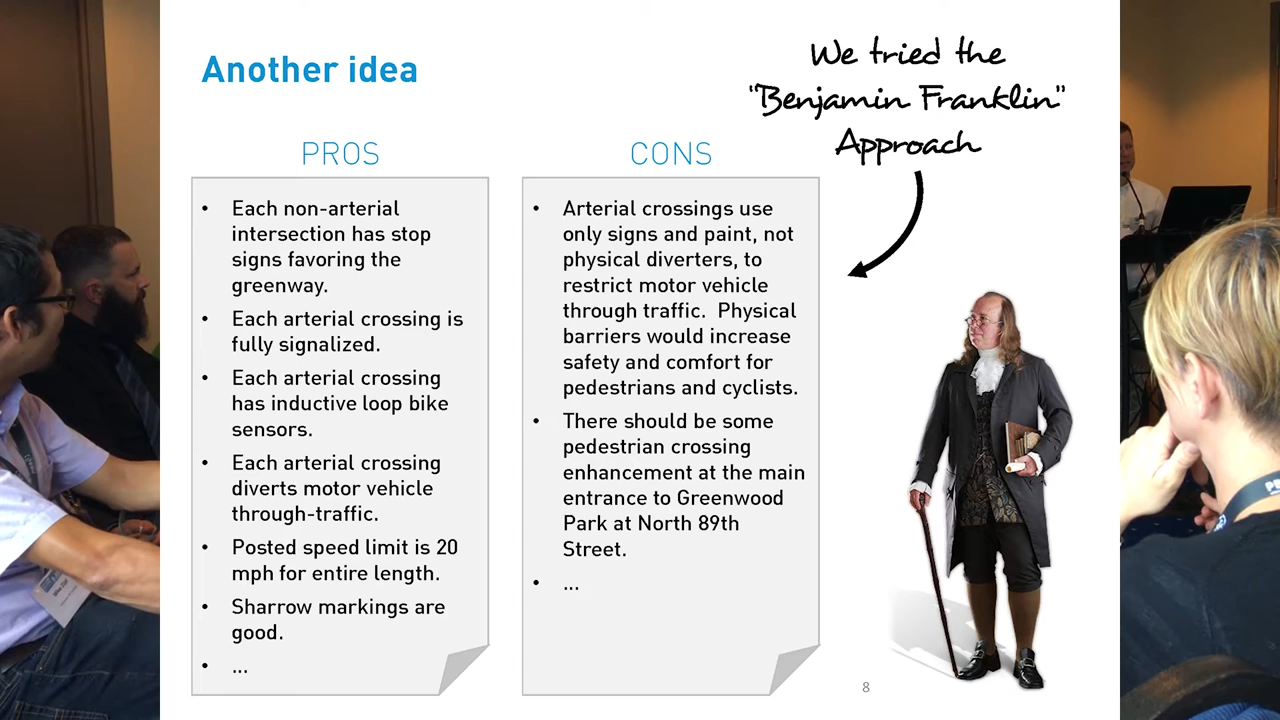 Another idea
We tried the
"Benjamin Franklin"
Approach
PROS
• Each non-arterial
intersection has stop
signs favoring the
greenway.
• Each arterial crossing is
fully signalized.
• Each arterial crossing
has inductive loop bike
sensors.
• Each arterial crossing
diverts motor vehicle
through-traffic.
• Posted speed limit is 20
mph for entire length.
• Sharrow markings are
good.
• ...
CONS
• Arterial crossings use
only signs and paint, not
physical diverters, to
restrict motor vehicle
through traffic.  Physical
barriers would increase
safety and comfort for
pedestrians and cyclists.
• There should be some
pedestrian crossing
enhancement at the main
entrance to Greenwood
Park at North 89th
Street.
• ...
8